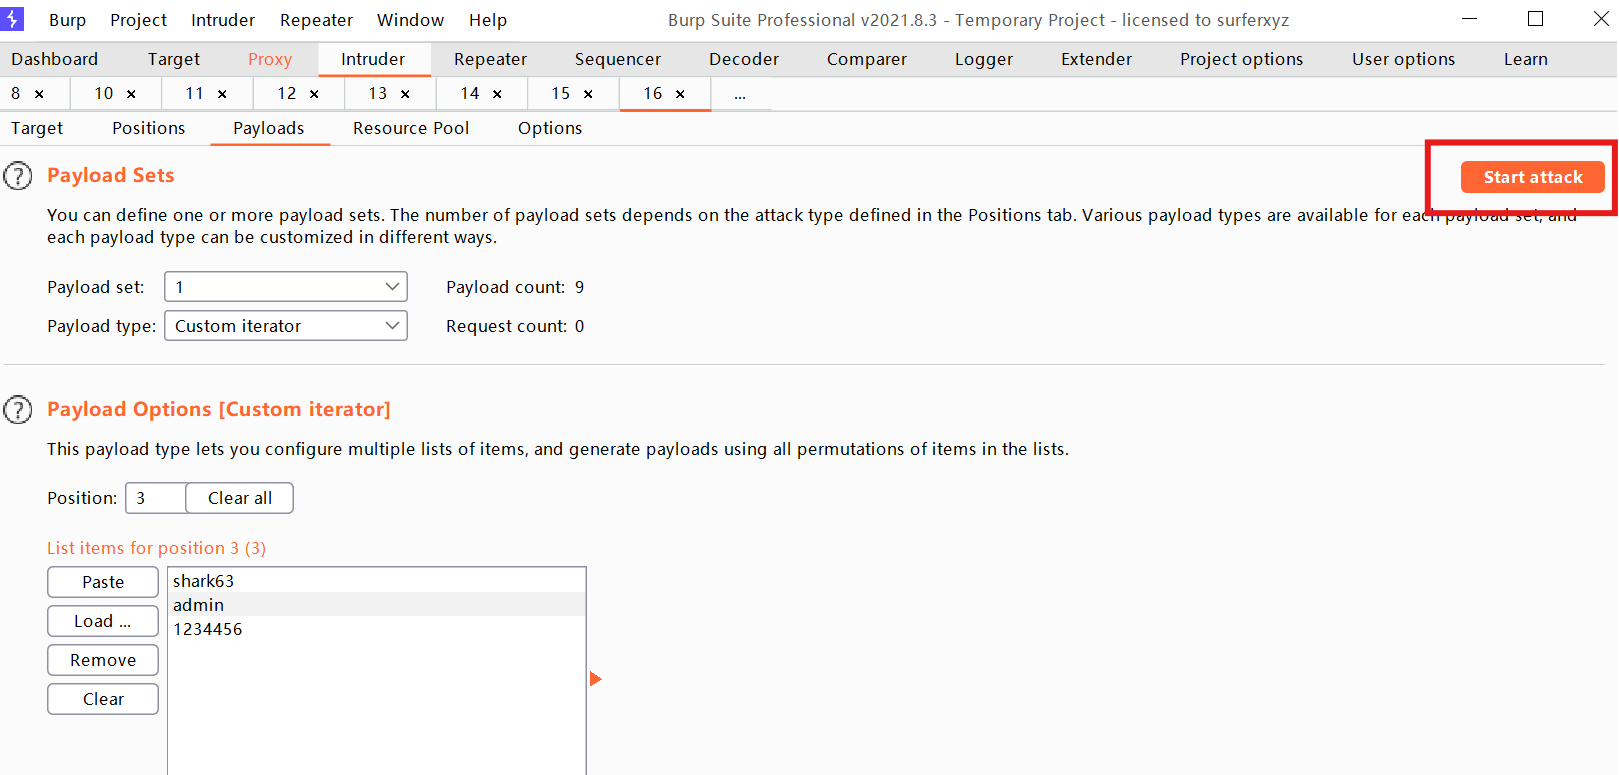 Burp Project Intruder Repeater Window Help Burp Suite Professional v2021.8.3 - Temporary Project - licensed to surferxyz
Dashboard Target Proxy Intruder Repeater Sequencer Decoder Comparer Logger Extender Project options User options Learn
8 × 10 × 11 × 12 × 13 × 14 × 15 × 16 × ...
Target Positions Payloads Resource Pool Options
? Payload Sets
Start attack
You can define one or more payload sets. The number of payload sets depends on the attack type defined in the Positions tab. Various payload types are available for each payload set, and
each payload type can be customized in different ways.
Payload set: 1 Payload count: 9
Payload type: Custom iterator Request count: 0
? Payload Options [Custom iterator]
This payload type lets you configure multiple lists of items, and generate payloads using all permutations of items in the lists.
Position: 3 Clear all
List items for position 3 (3)
Paste
Load ...
Remove
Clear
shark63
admin
1234456